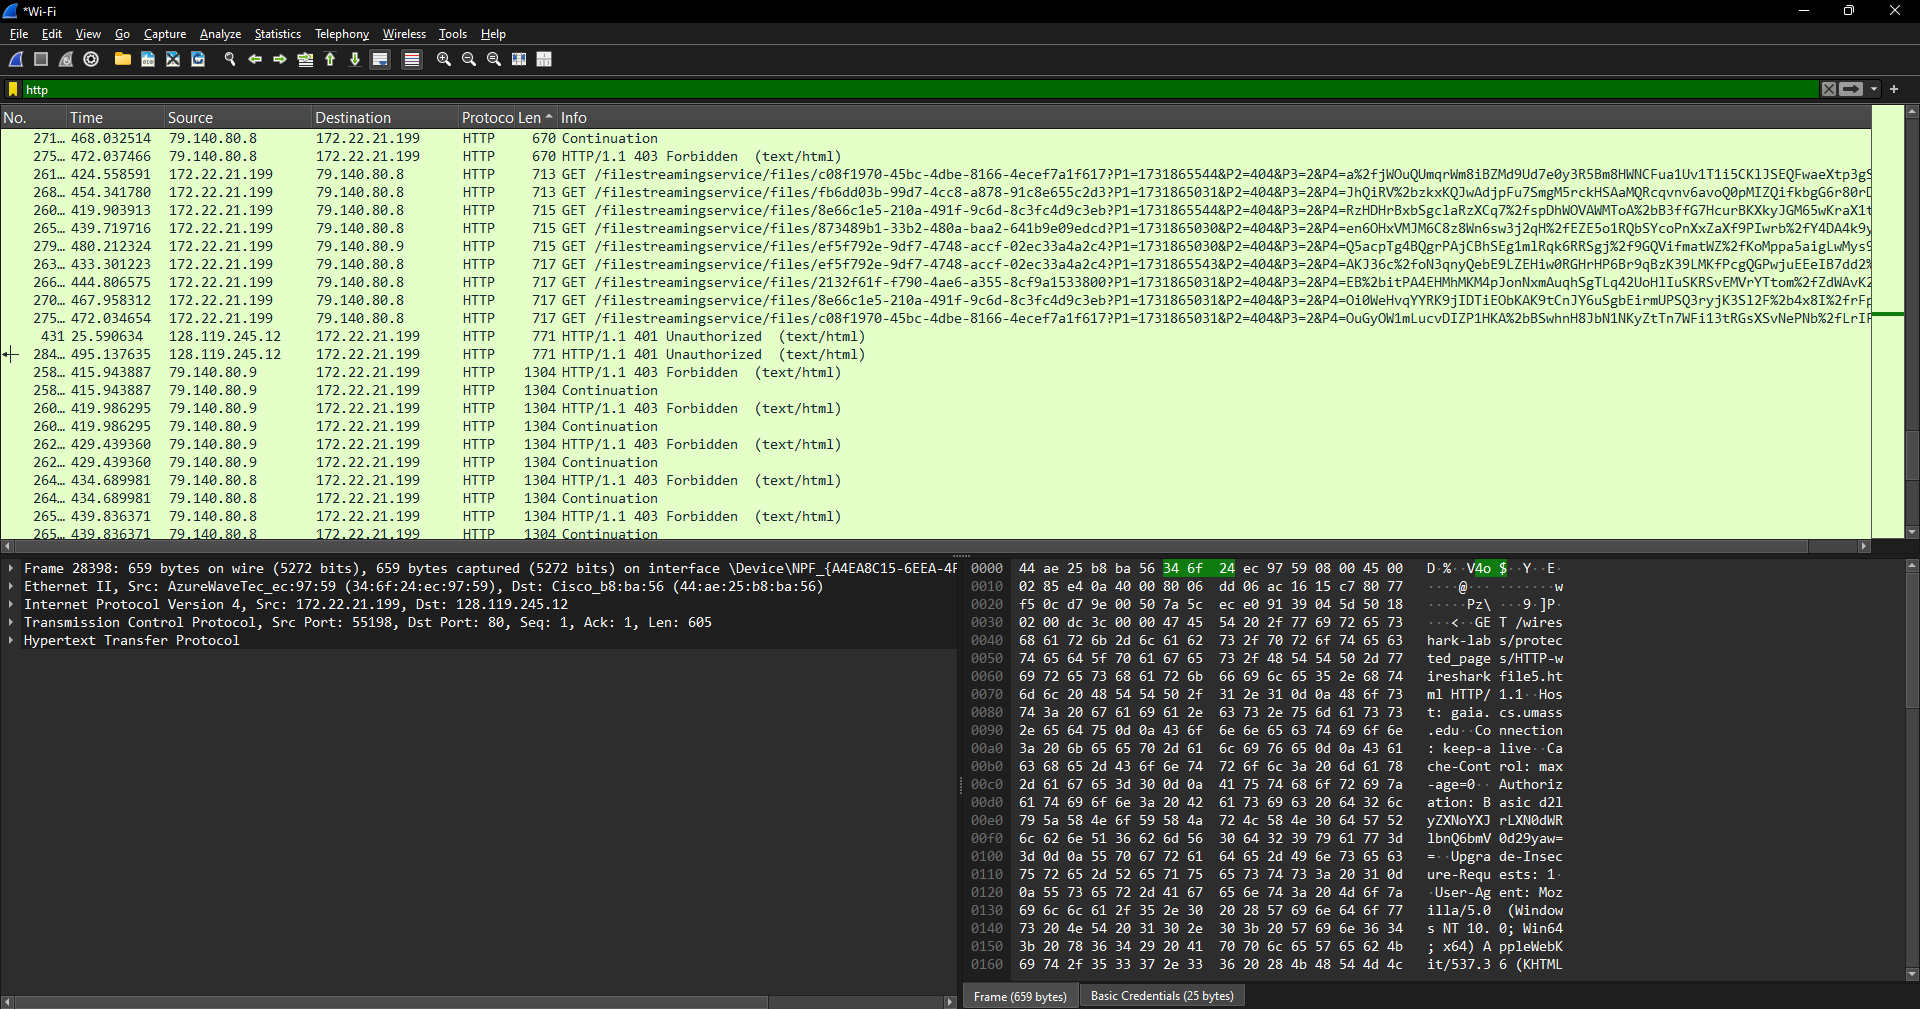 *Wi-Fi
File Edit View Go Capture Analyze Statistics Telephony Wireless Tools Help
http
No. Time Source Destination Protoco Len Info
271… 468.032514 79.140.80.8 172.22.21.199 HTTP 670 Continuation
275… 472.037466 79.140.80.8 172.22.21.199 HTTP 670 HTTP/1.1 403 Forbidden (text/html)
261… 424.558591 172.22.21.199 79.140.80.8 HTTP 713 GET /filestreamingservice/files/c08f1970-45bc-4dbe-8166-4ecef7a1f617?P1=1731865544&P2=404&P3=2&P4=a%2fjWOuQUmqrWm8iBZMd9Ud7e0y3R5Bm8HWNCFua1Uv1T1i5CKlJSEQFwaeXtp3gS
268… 454.341780 172.22.21.199 79.140.80.8 HTTP 713 GET /filestreamingservice/files/fb6dd03b-99d7-4cc8-a878-91c8e655c2d3?P1=1731865031&P2=404&P3=2&P4=JhQiRV%2bzkxKQJwAdjpFu7SmgM5rckHSAaMQRcqvnv6avoQ0pMIZQifkbgG6r80r
260… 419.903913 172.22.21.199 79.140.80.8 HTTP 715 GET /filestreamingservice/files/8e66c1e5-210a-491f-9c6d-8c3fc4d9c3eb?P1=1731865544&P2=404&P3=2&P4=RzHDHrBxbSgclaRzXCq7%2fspDhWOVAWMToA%2bB3ffG7HcurBKXkyJGM65wKraX1t
265… 439.719716 172.22.21.199 79.140.80.8 HTTP 715 GET /filestreamingservice/files/873489b1-33b2-480a-baa2-641b9e09edcd?P1=1731865030&P2=404&P3=2&P4=en6OHxVMJM6C8z8Wn6sw3j2qH%2fEZE5o1RQbSYcoPnXxZaXf9PIwrb%2fY4DA4k9y
279… 480.212324 172.22.21.199 79.140.80.9 HTTP 715 GET /filestreamingservice/files/ef5f792e-9df7-4748-accf-02ec33a4a2c4?P1=1731865030&P2=404&P3=2&P4=Q5acpTg4BQgrPAjCBhSEg1mlRqk6RRSgj%2f9GQVifmatWZ%2fKoMppa5aigLwMys9
263… 433.301223 172.22.21.199 79.140.80.8 HTTP 717 GET /filestreamingservice/files/ef5f792e-9df7-4748-accf-02ec33a4a2c4?P1=1731865543&P2=404&P3=2&P4=AKJ36c%2foN3qnyQebE9LZEHiw0RGHrHP6Br9qBzK39LMKfPcgQGPwjuEEeIB7dd2%
266… 444.806575 172.22.21.199 79.140.80.8 HTTP 717 GET /filestreamingservice/files/2132f61f-f790-4ae6-a355-8cf9a1533800?P1=1731865031&P2=404&P3=2&P4=EB%2bitPA4EHMhMKM4pJonNxmAuqhSgTLq42UoHlIuSKRSvEMVrYTtom%2fZdWAvK2
270… 467.958312 172.22.21.199 79.140.80.8 HTTP 717 GET /filestreamingservice/files/8e66c1e5-210a-491f-9c6d-8c3fc4d9c3eb?P1=1731865031&P2=404&P3=2&P4=Oi0WeHvqYYRK9jIDTiEObKAK9tCnJY6uSgbEirmUPSQ3ryjK3Sl2F%2b4x8I%2frFp
275… 472.034654 172.22.21.199 79.140.80.8 HTTP 717 GET /filestreamingservice/files/c08f1970-45bc-4dbe-8166-4ecef7a1f617?P1=1731865031&P2=404&P3=2&P4=OuGyOW1mLucvDIZP1HKA%2bBSwhnH8JbN1NKyZtTn7WFi13tRGsXSvNePNb%2fLrIF
431 25.590634 128.119.245.12 172.22.21.199 HTTP 771 HTTP/1.1 401 Unauthorized (text/html)
284… 495.137635 128.119.245.12 172.22.21.199 HTTP 771 HTTP/1.1 401 Unauthorized (text/html)
258… 415.943887 79.140.80.9 172.22.21.199 HTTP 1304 HTTP/1.1 403 Forbidden (text/html)
258… 415.943887 79.140.80.9 172.22.21.199 HTTP 1304 Continuation
260… 419.986295 79.140.80.9 172.22.21.199 HTTP 1304 HTTP/1.1 403 Forbidden (text/html)
260… 419.986295 79.140.80.9 172.22.21.199 HTTP 1304 Continuation
262… 429.439360 79.140.80.9 172.22.21.199 HTTP 1304 HTTP/1.1 403 Forbidden (text/html)
262… 429.439360 79.140.80.9 172.22.21.199 HTTP 1304 Continuation
264… 434.689981 79.140.80.8 172.22.21.199 HTTP 1304 HTTP/1.1 403 Forbidden (text/html)
264… 434.689981 79.140.80.8 172.22.21.199 HTTP 1304 Continuation
265… 439.836371 79.140.80.8 172.22.21.199 HTTP 1304 HTTP/1.1 403 Forbidden (text/html)
265… 439.836371 79.140.80.8 172.22.21.199 HTTP 1304 Continuation
Frame 28398: 659 bytes on wire (5272 bits), 659 bytes captured (5272 bits) on interface \Device\NPF_{A4EA8C15-6EEA-4F
Ethernet II, Src: AzureWaveTec_ec:97:59 (34:6f:24:ec:97:59), Dst: Cisco_b8:ba:56 (44:ae:25:b8:ba:56)
Internet Protocol Version 4, Src: 172.22.21.199, Dst: 128.119.245.12
Transmission Control Protocol, Src Port: 55198, Dst Port: 80, Seq: 1, Ack: 1, Len: 605
Hypertext Transfer Protocol
0000 44 ae 25 b8 ba 56 34 6f 24 ec 97 59 08 00 45 00 D·%··V4o $··Y··E·
0010 02 85 e4 0a 40 00 80 06 dd 06 ac 16 15 c7 80 77 ····@··· ·······w
0020 f5 0c d7 9e 00 50 7a 5c ec e0 91 39 04 5d 50 18 ·····Pz\ ···9·]P·
0030 02 00 dc 3c 00 00 47 45 54 20 2f 77 69 72 65 73 ···<··GE T /wires
0040 68 61 72 6b 2d 6c 61 62 73 2f 70 72 6f 74 65 63 hark-lab s/protec
0050 74 65 64 5f 70 61 67 65 73 2f 48 54 54 50 2d 77 ted_page s/HTTP-w
0060 69 72 65 73 68 61 72 6b 66 69 6c 65 35 2e 68 74 ireshark file5.ht
0070 6d 6c 20 48 54 54 50 2f 31 2e 31 0d 0a 48 6f 73 ml HTTP/ 1.1··Hos
0080 74 3a 20 67 61 69 61 2e 63 73 2e 75 6d 61 73 73 t: gaia. cs.umass
0090 2e 65 64 75 0d 0a 43 6f 6e 6e 65 63 74 69 6f 6e .edu··Co nnection
00a0 3a 20 6b 65 65 70 2d 61 6c 69 76 65 0d 0a 43 61 : keep-a live··Ca
00b0 63 68 65 2d 43 6f 6e 74 72 6f 6c 3a 20 6d 61 78 che-Cont rol: max
00c0 2d 61 67 65 3d 30 0d 0a 41 75 74 68 6f 72 69 7a -age=0·· Authoriz
00d0 61 74 69 6f 6e 3a 20 42 61 73 69 63 20 64 32 6c ation: B asic d2l
00e0 79 5a 58 4e 6f 59 58 4a 72 4c 58 4e 30 64 57 52 yZXNoYXJ rLXN0dWR
00f0 6c 62 6e 51 36 62 6d 56 30 64 32 39 79 61 77 3d lbnQ6bmV 0d29yaw=
0100 3d 0d 0a 55 70 67 72 61 64 65 2d 49 6e 73 65 63 =··Upgra de-Insec
0110 75 72 65 2d 52 65 71 75 65 73 74 73 3a 20 31 0d ure-Requ ests: 1·
0120 0a 55 73 65 72 2d 41 67 65 6e 74 3a 20 4d 6f 7a ·User-Ag ent: Moz
0130 69 6c 6c 61 2f 35 2e 30 20 28 57 69 6e 64 6f 77 illa/5.0 (Window
0140 73 20 4e 54 20 31 30 2e 30 3b 20 57 69 6e 36 34 s NT 10. 0; Win64
0150 3b 20 78 36 34 29 20 41 70 70 6c 65 57 65 62 4b ; x64) A ppleWebK
0160 69 74 2f 35 33 37 2e 33 36 20 28 4b 48 54 4d 4c it/537.3 6 (KHTML
Frame (659 bytes) Basic Credentials (25 bytes)